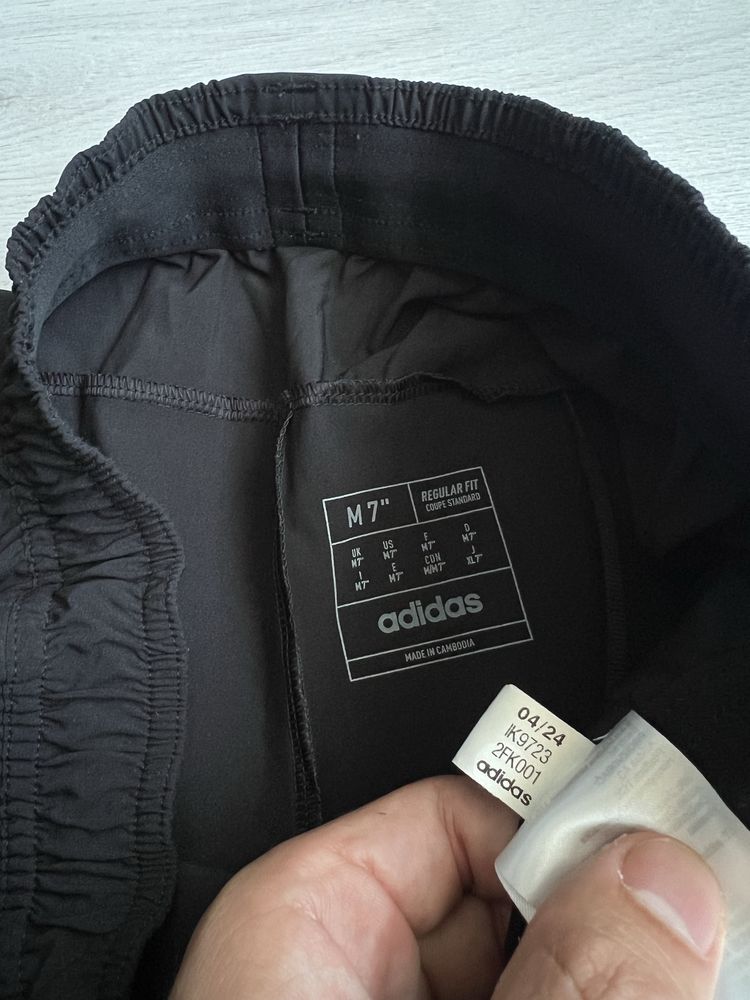 M 7"
REGULAR FIT
COUPE STANDARD
UK US F D
M7" M7" M7" M7"
I E CDN J
M7" M7" M/M7" XL7"
adidas
MADE IN CAMBODIA
04/24
IK9723
2FK001
adidas